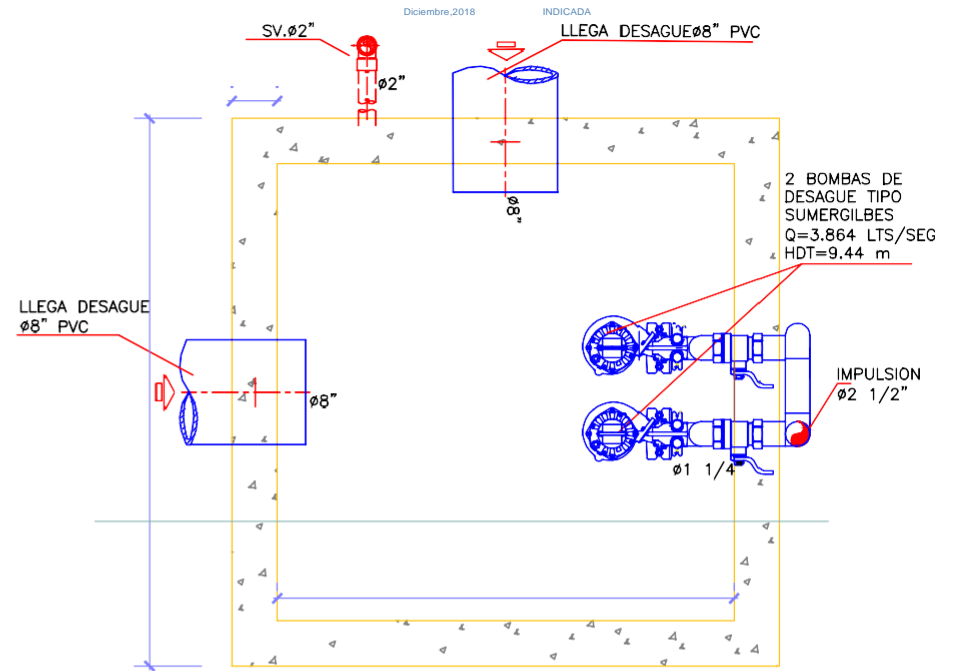 Diciembre,2018 INDICADA
SV.ø2”
LLEGA DESAGUEø8” PVC
ø2”
ø8”
2 BOMBAS DE
DESAGUE TIPO
SUMERGILBES
Q=3.864 LTS/SEG
HDT=9.44 m
LLEGA DESAGUE
ø8” PVC
ø8”
IMPULSION
ø2 1/2”
ø1 1/4